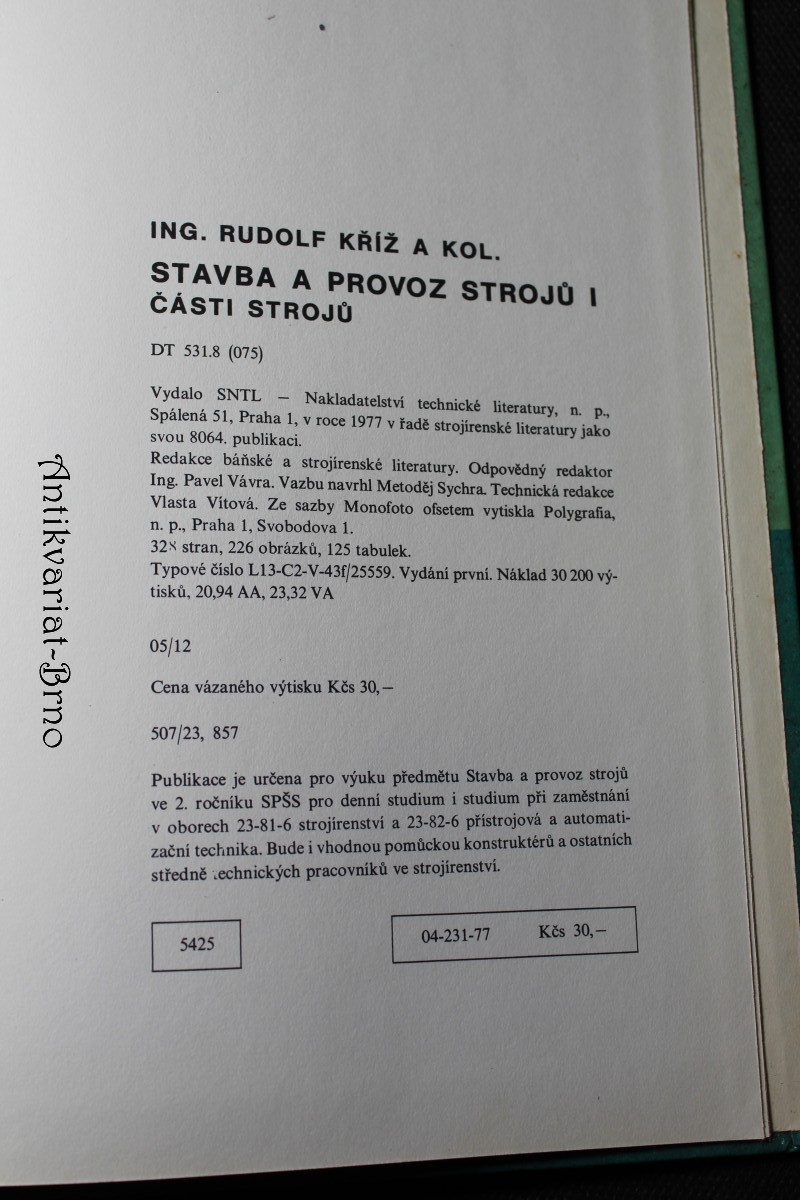 ING. RUDOLF KŘÍŽ A KOL.
STAVBA A PROVOZ STROJŮ I
ČÁSTI STROJŮ
DT 531.8 (075)
Vydalo SNTL — Nakladatelství technické literatury, n. p.,
Spálená 51, Praha 1, v roce 1977 v řadě strojírenské literatury jako
svou 8064. publikaci.
Redakce báňské a strojírenské literatury. Odpovědný redaktor
Ing. Pavel Vávra. Vazbu navrhl Metoděj Sychra. Technická redakce
Vlasta Vítová. Ze sazby Monofoto ofsetem vytiskla Polygrafia,
n. p., Praha 1, Svobodova 1.
stran, 226 obrázků, 125 tabulek.
Typové číslo L13-C2-V-43f/25559. Vydání první. Náklad 30 200 vý-
tisků, 20,94 AA, 23,32 VA
05/12
Cena vázaného výtisku Kčs 30,—
507/23, 857
Publikace je určena pro výuku předmětu Stavba a provoz strojů
ve 2. ročníku SPŠS pro denní studium i studium při zaměstnání
v oborech 23-81-6 strojírenství a 23-82-6 přístrojová a automati-
zační technika. Bude i vhodnou pomůckou konstruktérů a ostatních
středně technických pracovníků ve strojírenství.
5425
04-231-77 Kčs 30,—
Antikvariat~Brno